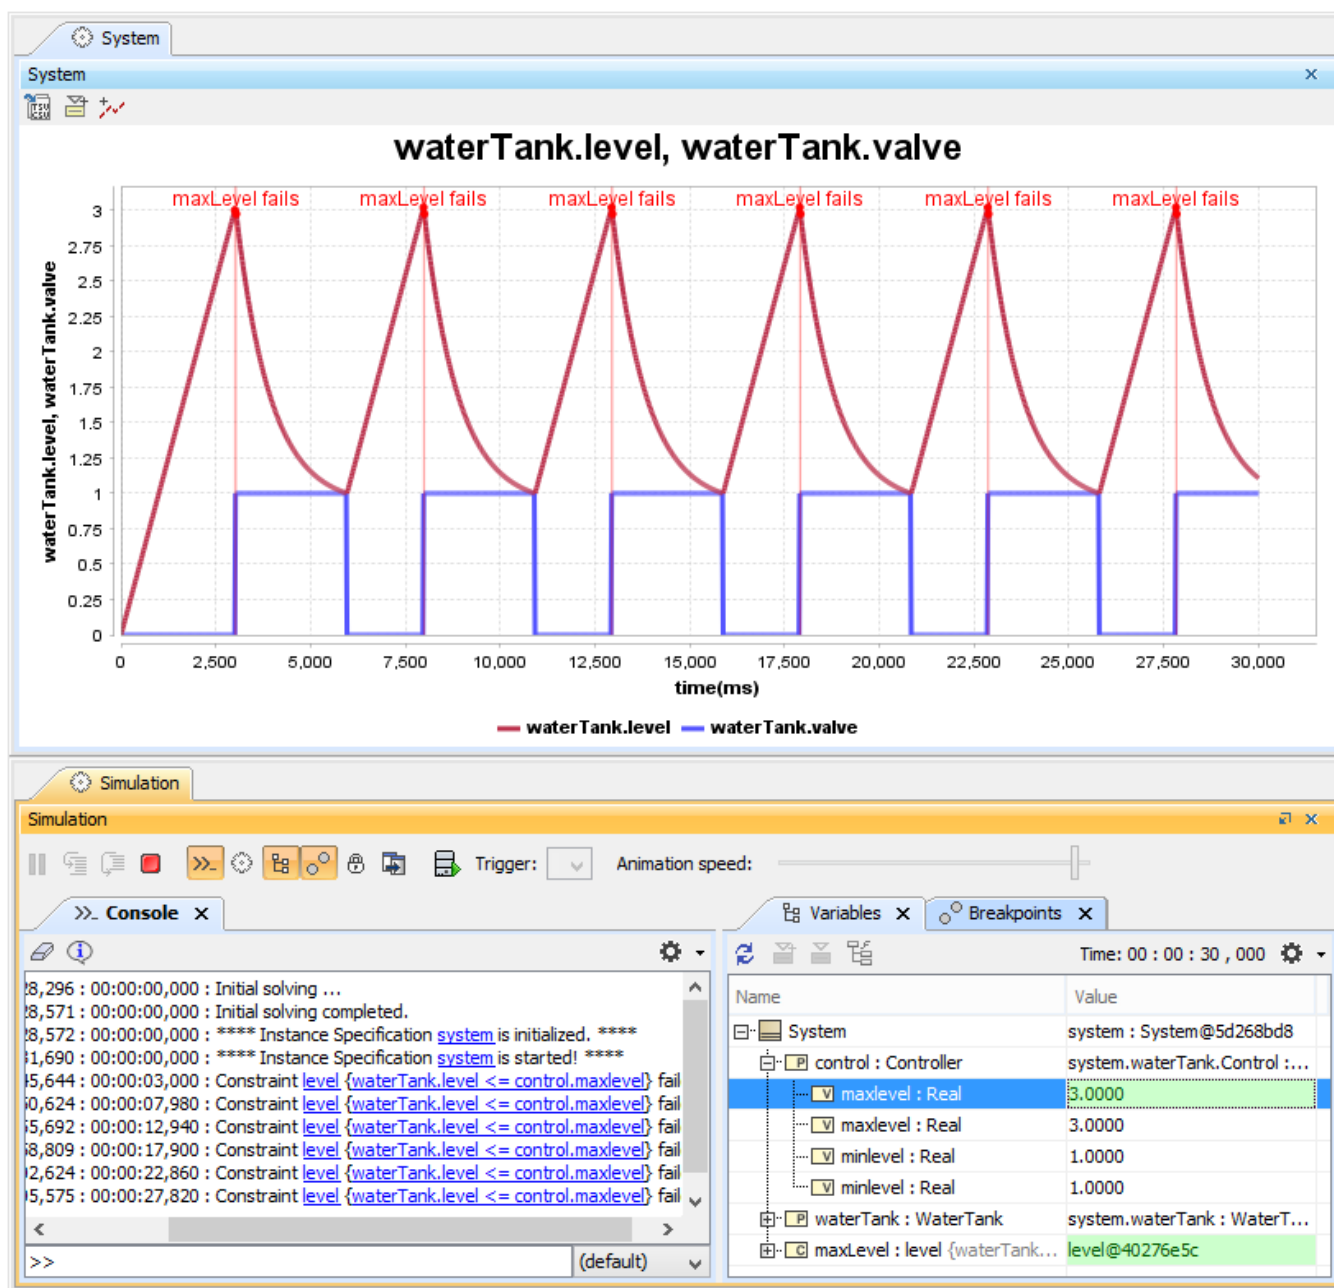 System
System
waterTank.level, waterTank.valve
maxLevel fails maxLevel fails maxLevel fails maxLevel fails maxLevel fails maxLevel fails
waterTank.level, waterTank.valve
3
2.75
2.5
2.25
2
1.75
1.5
1.25
1
0.75
0.5
0.25
0
0 2,500 5,000 7,500 10,000 12,500 15,000 17,500 20,000 22,500 25,000 27,500 30,000
time(ms)
waterTank.level waterTank.valve
Simulation
Simulation
Trigger: Animation speed:
Console
28,296 : 00:00:00,000 : Initial solving ...
28,571 : 00:00:00,000 : Initial solving completed.
28,572 : 00:00:00,000 : **** Instance Specification system is initialized. ****
31,690 : 00:00:00,000 : **** Instance Specification system is started! ****
45,644 : 00:00:03,000 : Constraint level {waterTank.level <= control.maxlevel} fail
50,624 : 00:00:07,980 : Constraint level {waterTank.level <= control.maxlevel} fail
55,692 : 00:00:12,940 : Constraint level {waterTank.level <= control.maxlevel} fail
58,809 : 00:00:17,900 : Constraint level {waterTank.level <= control.maxlevel} fail
02,624 : 00:00:22,860 : Constraint level {waterTank.level <= control.maxlevel} fail
05,575 : 00:00:27,820 : Constraint level {waterTank.level <= control.maxlevel} fail
>> (default)
Variables Breakpoints
Time: 00 : 00 : 30 , 000
Name Value
System system : System@5d268bd8
control : Controller system.waterTank.Control :...
maxlevel : Real 3.0000
maxlevel : Real 3.0000
minlevel : Real 1.0000
minlevel : Real 1.0000
waterTank : WaterTank system.waterTank : WaterT...
maxLevel : level {waterTank... level@40276e5c